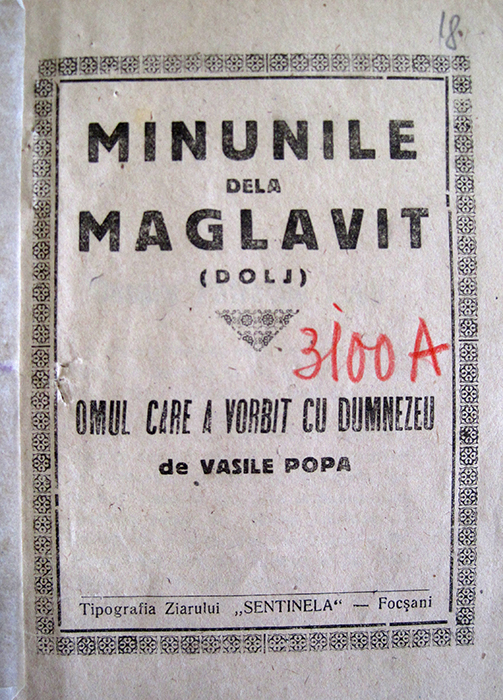 18.
MINUNILE
DELA
MAGLAVIT
(DOLJ)
3100 A
OMUL CARE A VORBIT CU DUMNEZEU
de VASILE POPA
Tipografia Ziarului „SENTINELA“ — Focșani